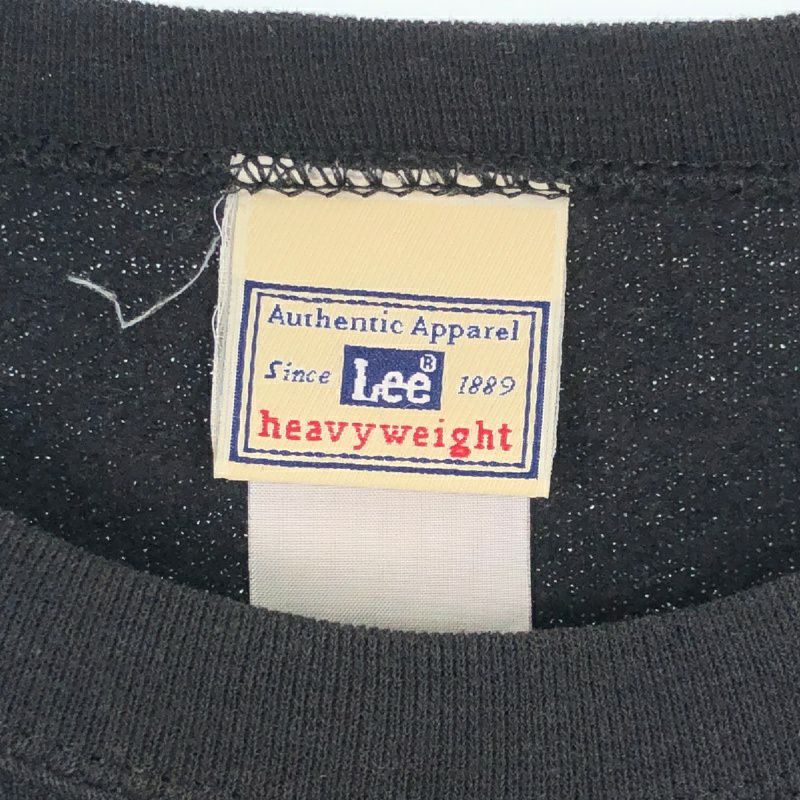 Authentic Apparel
Since Lee® 1889
heavyweight